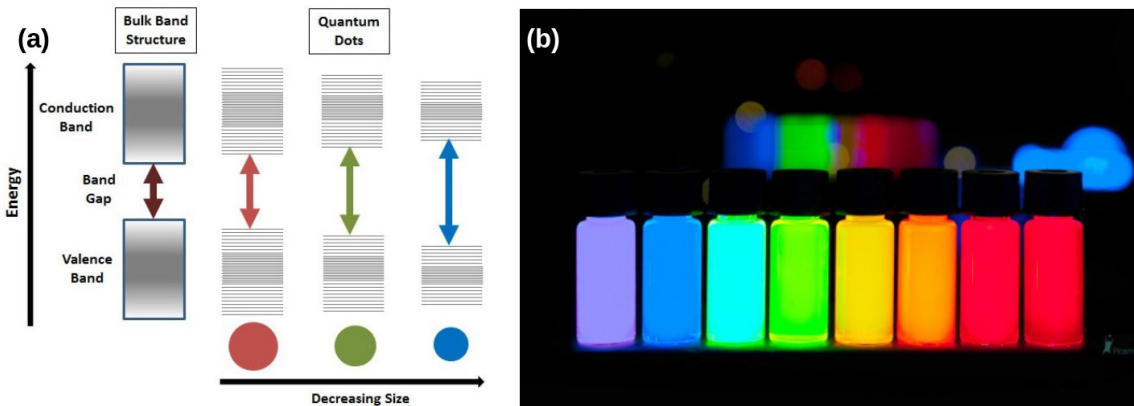 (a)
Bulk Band
Structure
Quantum
Dots
Energy
Conduction
Band
Band
Gap
Valence
Band
Decreasing Size
(b)